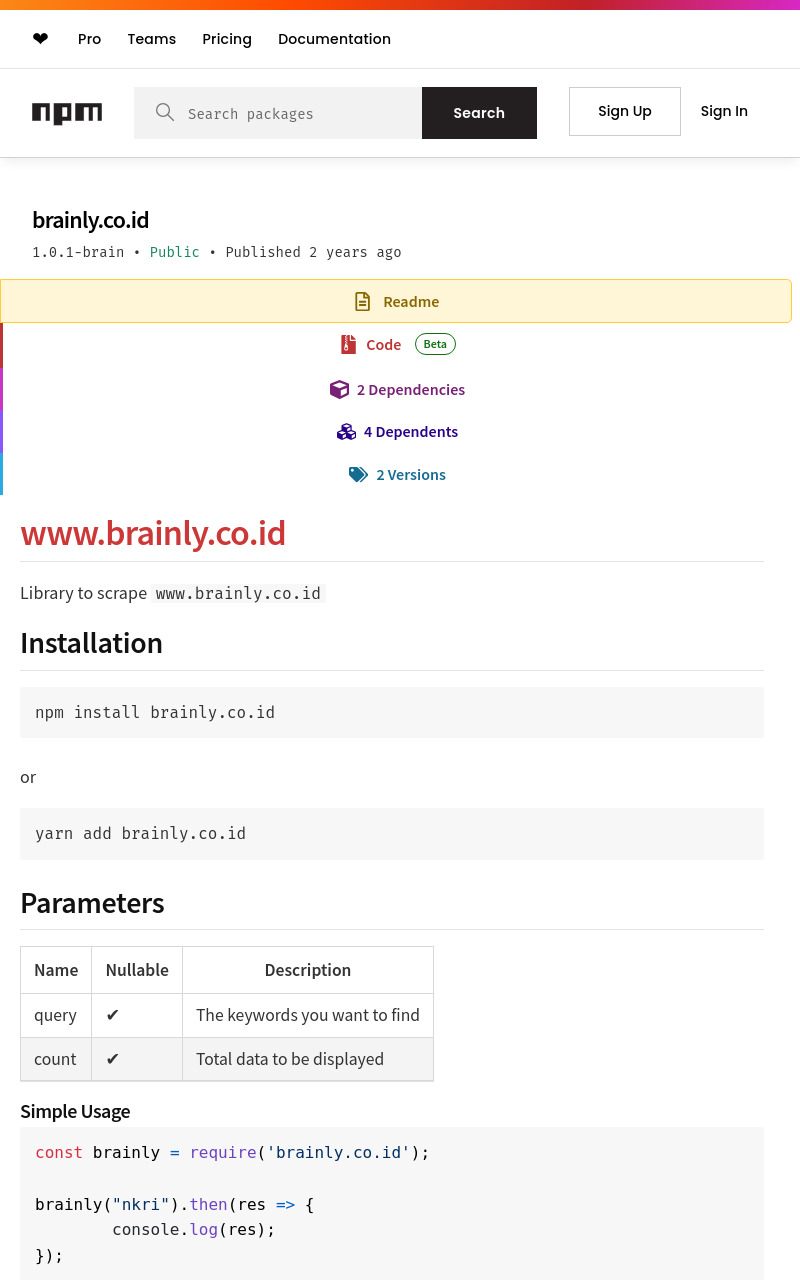 ❤ Pro Teams Pricing Documentation
npm Search packages Search Sign Up Sign In
brainly.co.id
1.0.1-brain • Public • Published 2 years ago
Readme
Code Beta
2 Dependencies
4 Dependents
2 Versions
www.brainly.co.id
Library to scrape www.brainly.co.id
Installation
npm install brainly.co.id
or
yarn add brainly.co.id
Parameters
Name Nullable Description
query ✔ The keywords you want to find
count ✔ Total data to be displayed
Simple Usage
const brainly = require('brainly.co.id');
brainly("nkri").then(res => {
console.log(res);
});